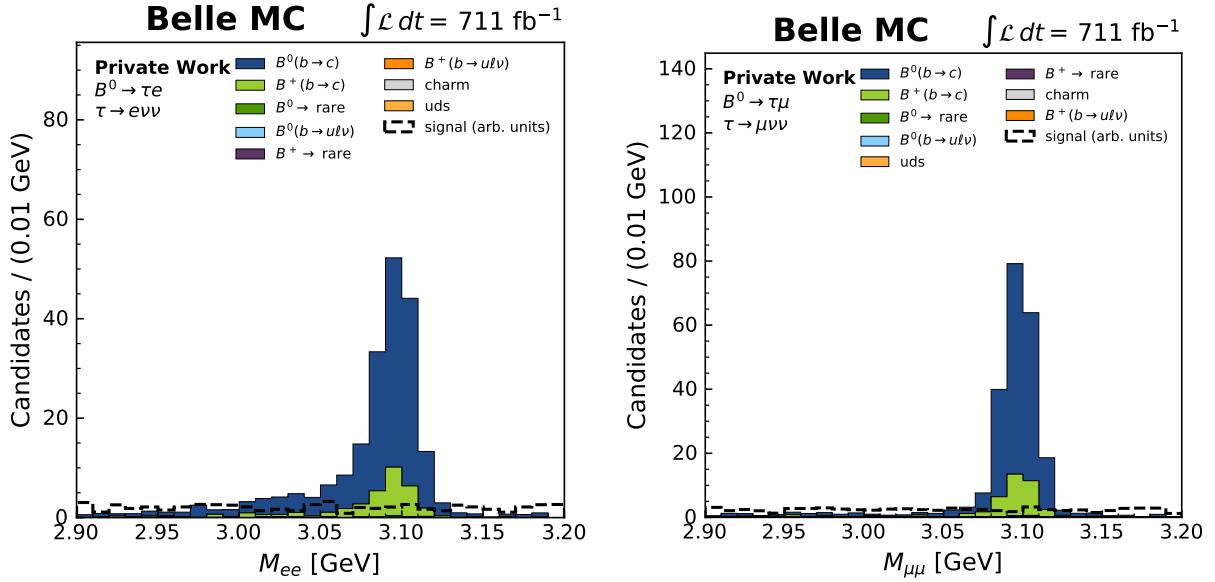 Belle MC ∫ℒ dt = 711 fb⁻¹
Private Work
B⁰ → τe
τ → eνν
B⁰(b→c)
B⁺(b→c)
B⁰→ rare
B⁰(b→uℓν)
B⁺→ rare
B⁺(b→uℓν)
charm
uds
signal (arb. units)
Candidates / (0.01 GeV)
80
60
40
20
0
2.90 2.95 3.00 3.05 3.10 3.15 3.20
M_ee [GeV]
Belle MC ∫ℒ dt = 711 fb⁻¹
Private Work
B⁰ → τμ
τ → μνν
B⁰(b→c)
B⁺(b→c)
B⁰→ rare
B⁰(b→uℓν)
uds
B⁺→ rare
charm
B⁺(b→uℓν)
signal (arb. units)
Candidates / (0.01 GeV)
140
120
100
80
60
40
20
0
2.90 2.95 3.00 3.05 3.10 3.15 3.20
M_μμ [GeV]